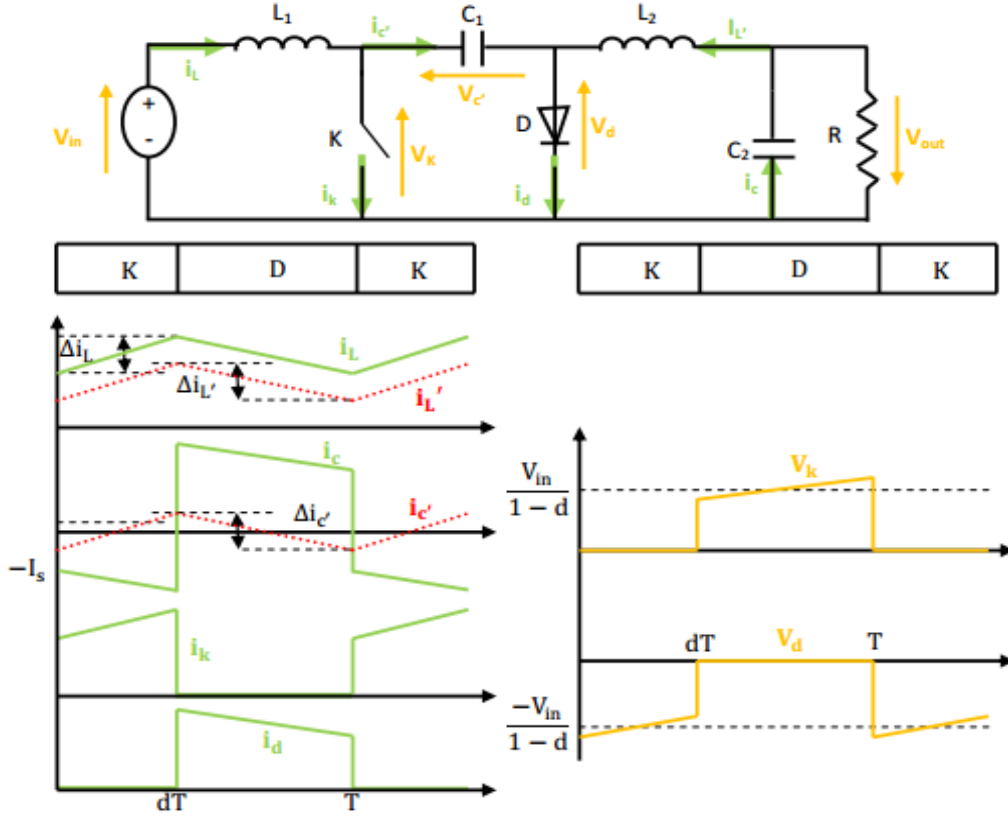 L₁
C₁
L₂
i_c'
I_L'
i_L
V_c'
+
-
V_in
K
V_K
D
V_d
C₂
R
V_out
i_k
i_d
i_c
K D K
K D K
Δi_L
i_L
Δi_L'
i_L'
i_c
Δi_c'
i_c'
−I_s
i_k
i_d
dT
T
V_in
1 − d
V_k
dT
V_d
T
−V_in
1 − d